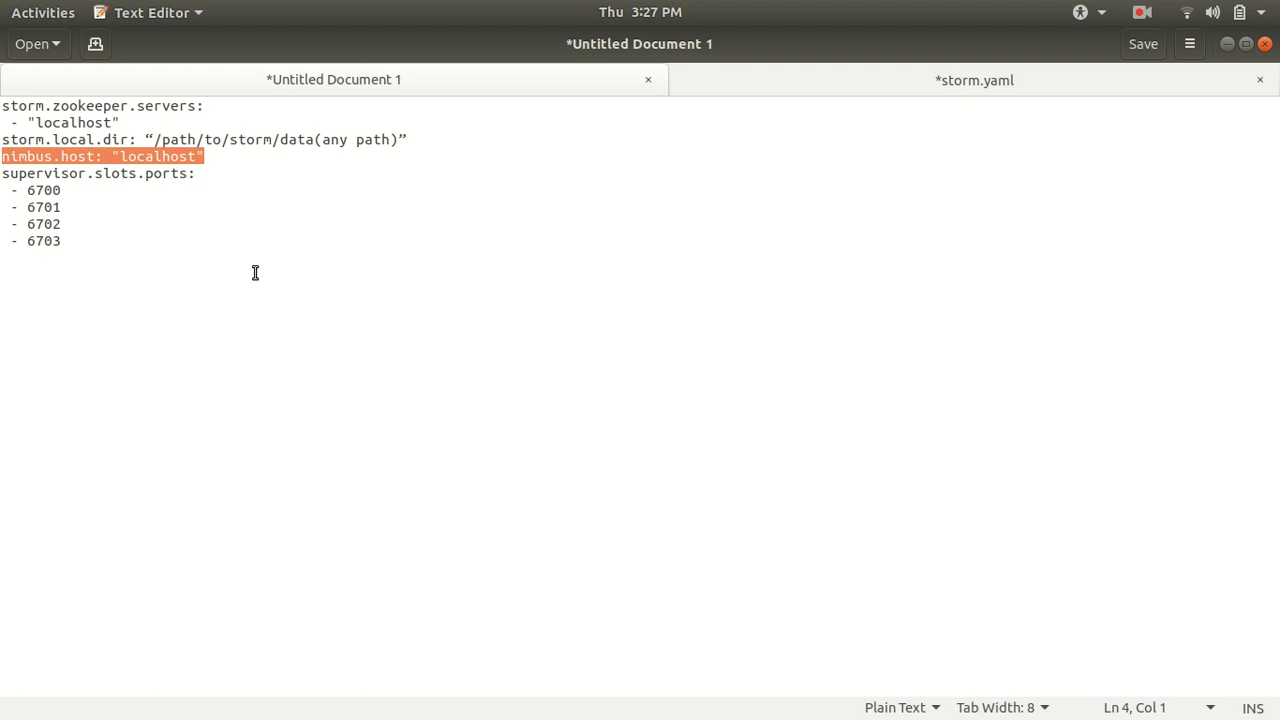 Activities Text Editor Thu 3:27 PM
Open *Untitled Document 1 Save
*Untitled Document 1 × *storm.yaml ×
storm.zookeeper.servers:
- "localhost"
storm.local.dir: “/path/to/storm/data(any path)”
nimbus.host: "localhost"
supervisor.slots.ports:
- 6700
- 6701
- 6702
- 6703
Plain Text Tab Width: 8 Ln 4, Col 1 INS